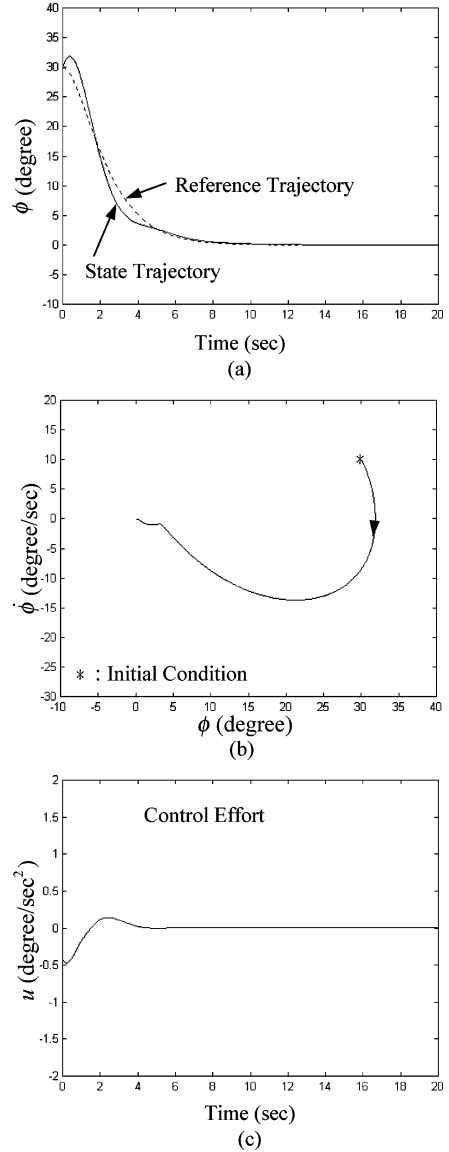 40
35
30
25
20
15
10
5
0
-5
-10
ϕ (degree)
Reference Trajectory
State Trajectory
0 2 4 6 8 10 12 14 16 18 20
Time (sec)
(a)
20
15
10
5
0
-5
-10
-15
-20
-25
-30
ϕ̇ (degree/sec)
* : Initial Condition
-10 -5 0 5 10 15 20 25 30 35 40
ϕ (degree)
(b)
2
1.5
1
0.5
0
-0.5
-1
-1.5
-2
u (degree/sec²)
Control Effort
0 2 4 6 8 10 12 14 16 18 20
Time (sec)
(c)